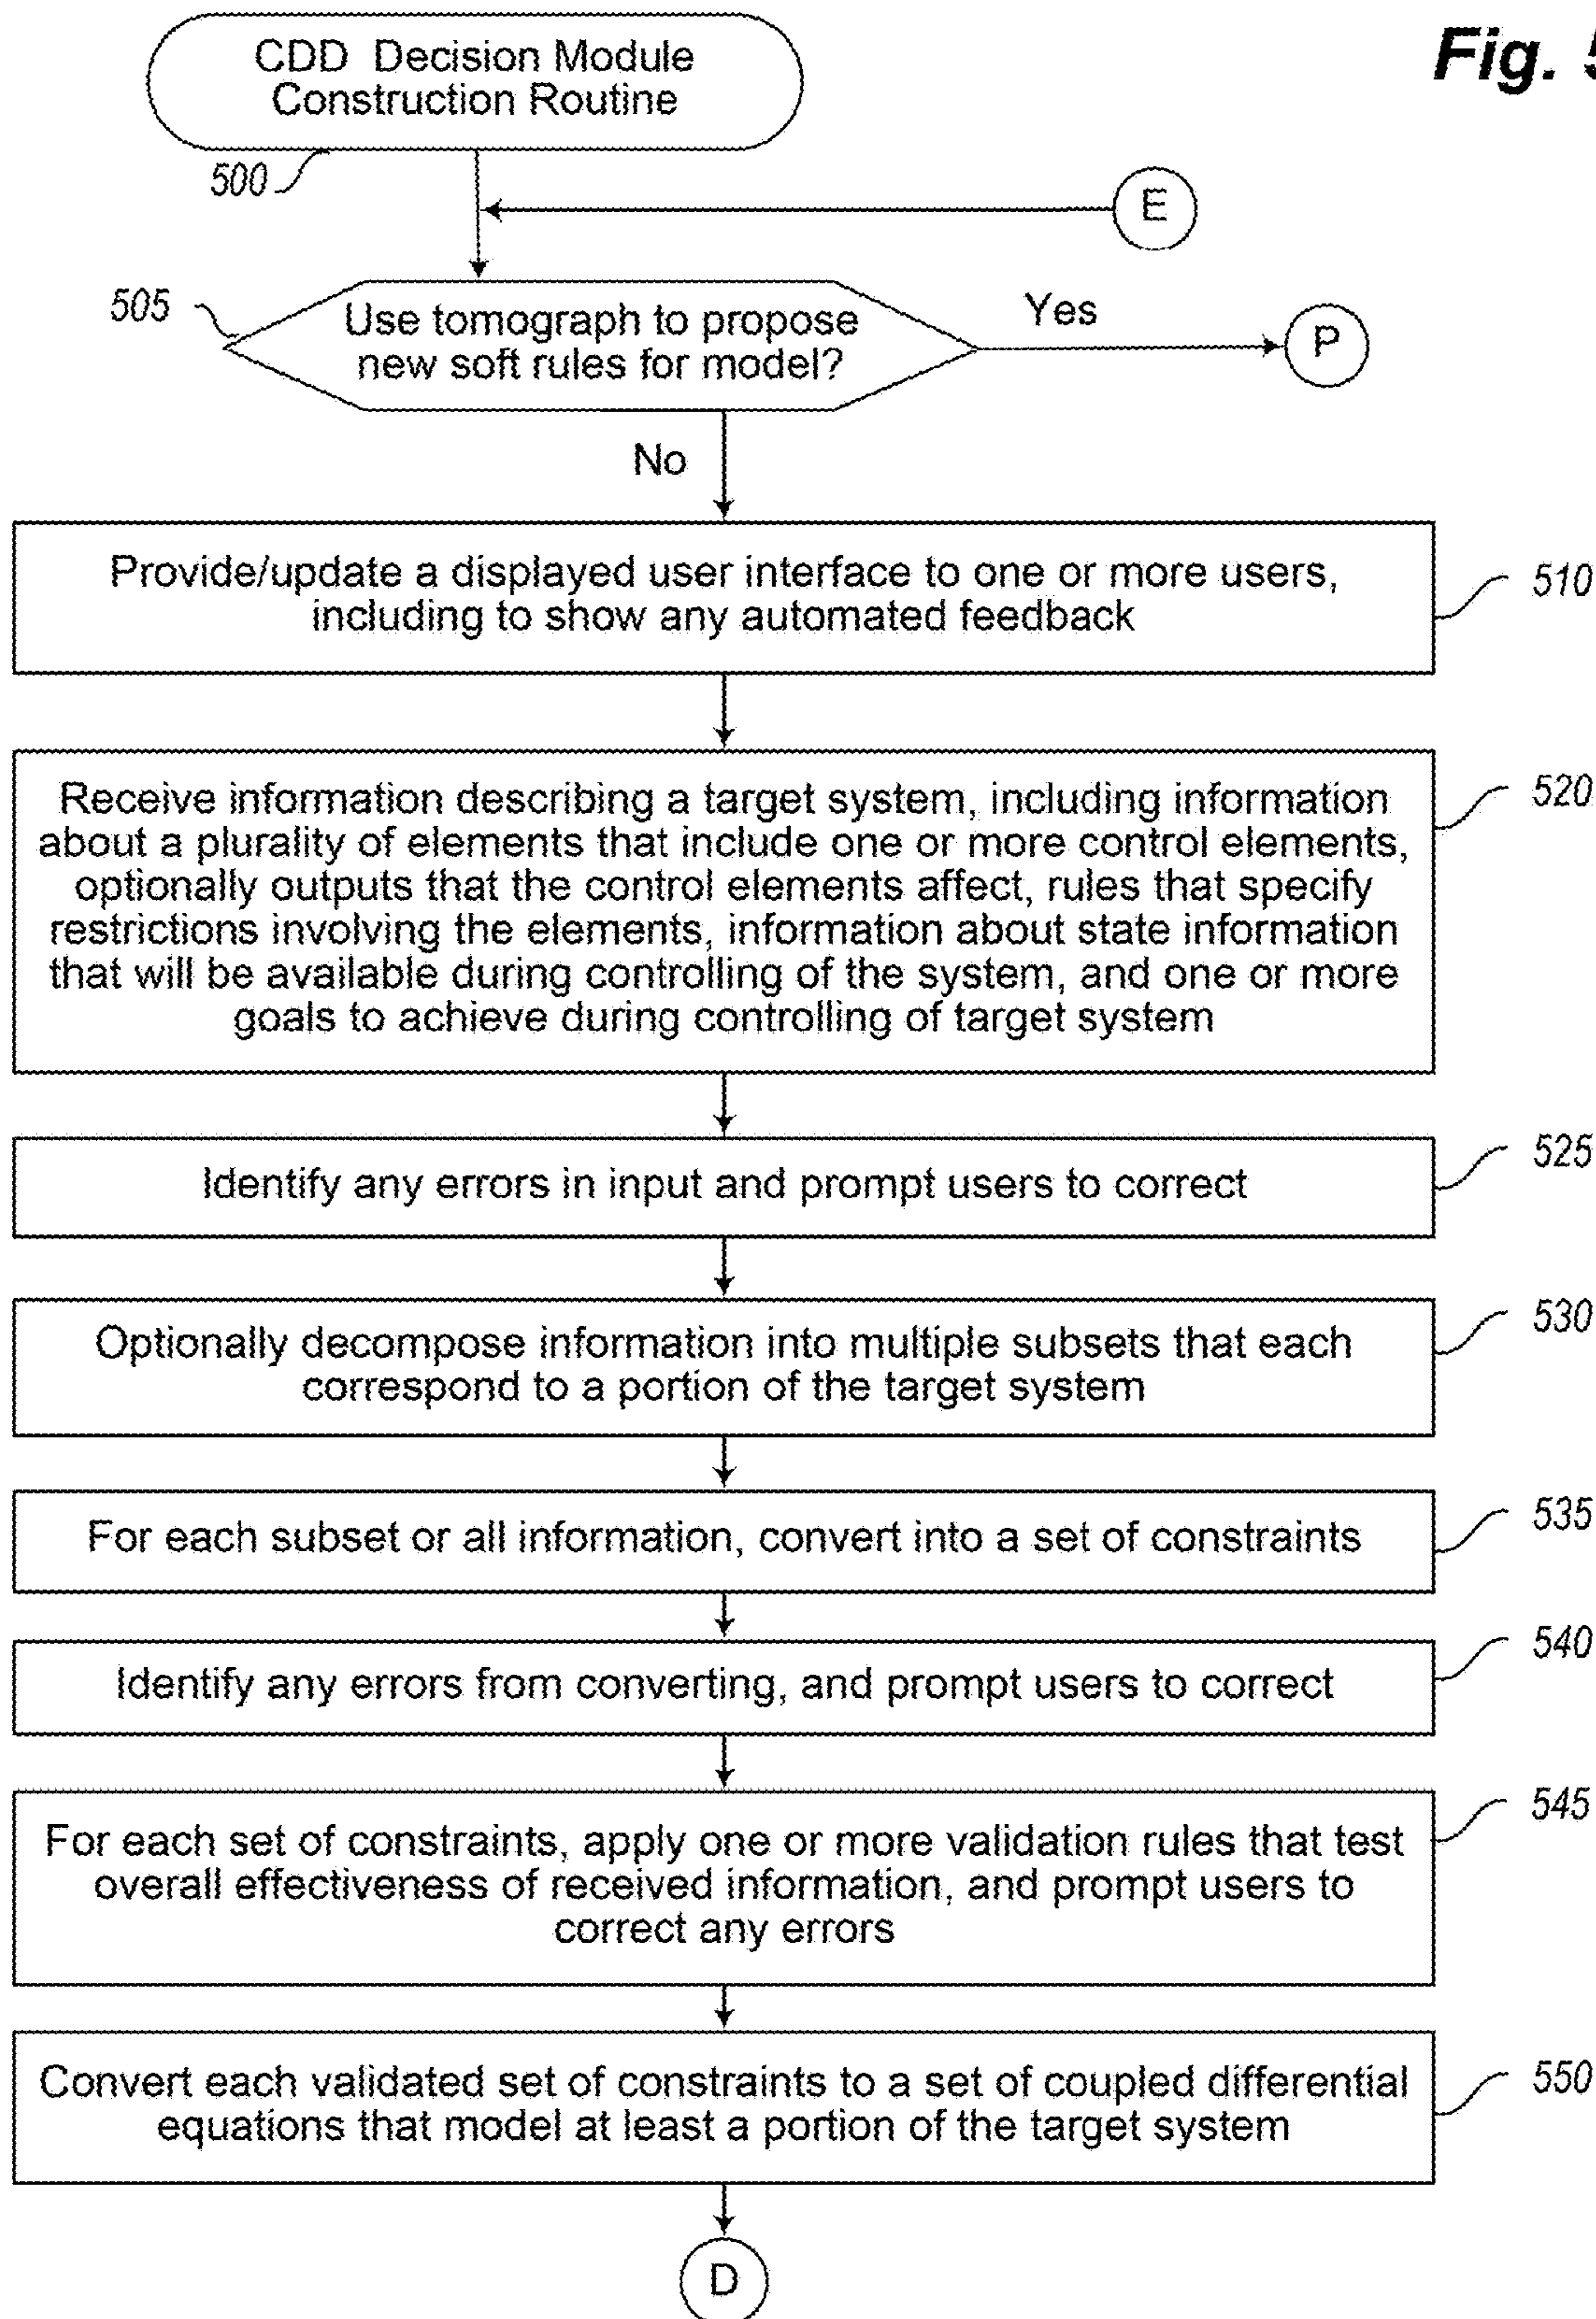 Fig. 5
CDD Decision Module
Construction Routine
500
E
505
Use tomograph to propose
new soft rules for model?
Yes
P
No
Provide/update a displayed user interface to one or more users,
including to show any automated feedback
510
Receive information describing a target system, including information
about a plurality of elements that include one or more control elements,
optionally outputs that the control elements affect, rules that specify
restrictions involving the elements, information about state information
that will be available during controlling of the system, and one or more
goals to achieve during controlling of target system
520
Identify any errors in input and prompt users to correct
525
Optionally decompose information into multiple subsets that each
correspond to a portion of the target system
530
For each subset or all information, convert into a set of constraints
535
Identify any errors from converting, and prompt users to correct
540
For each set of constraints, apply one or more validation rules that test
overall effectiveness of received information, and prompt users to
correct any errors
545
Convert each validated set of constraints to a set of coupled differential
equations that model at least a portion of the target system
550
D